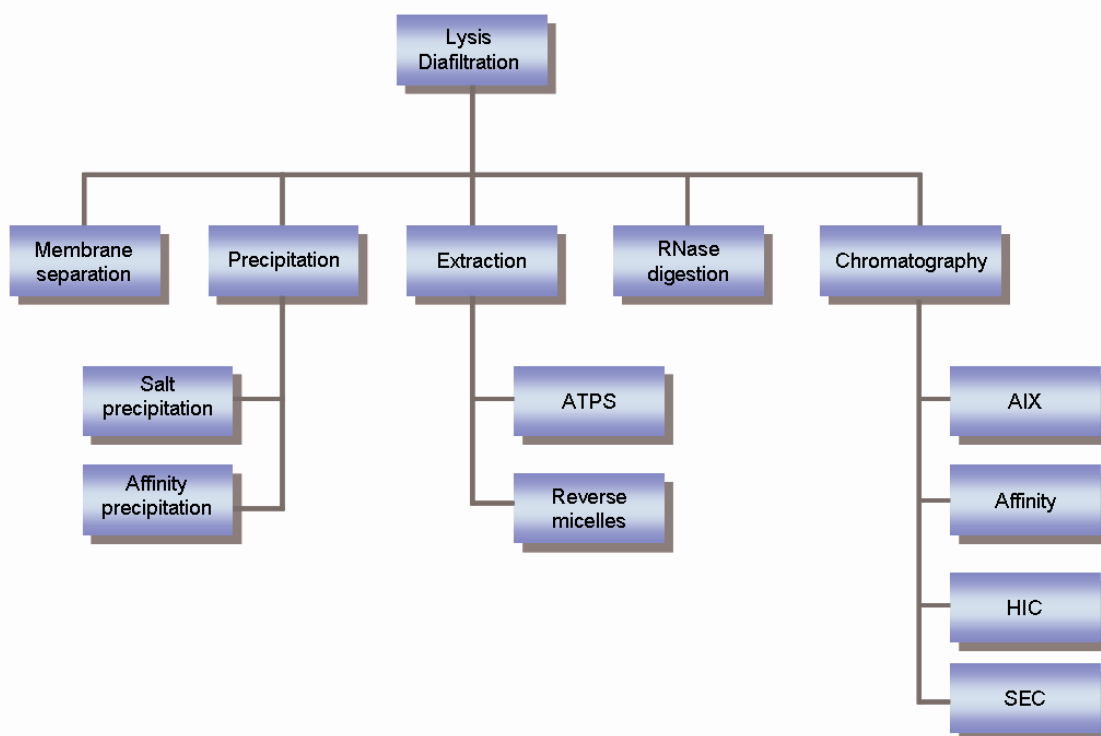 Lysis
Diafiltration
Membrane
separation
Precipitation
Extraction
RNase
digestion
Chromatography
Salt
precipitation
Affinity
precipitation
ATPS
Reverse
micelles
AIX
Affinity
HIC
SEC